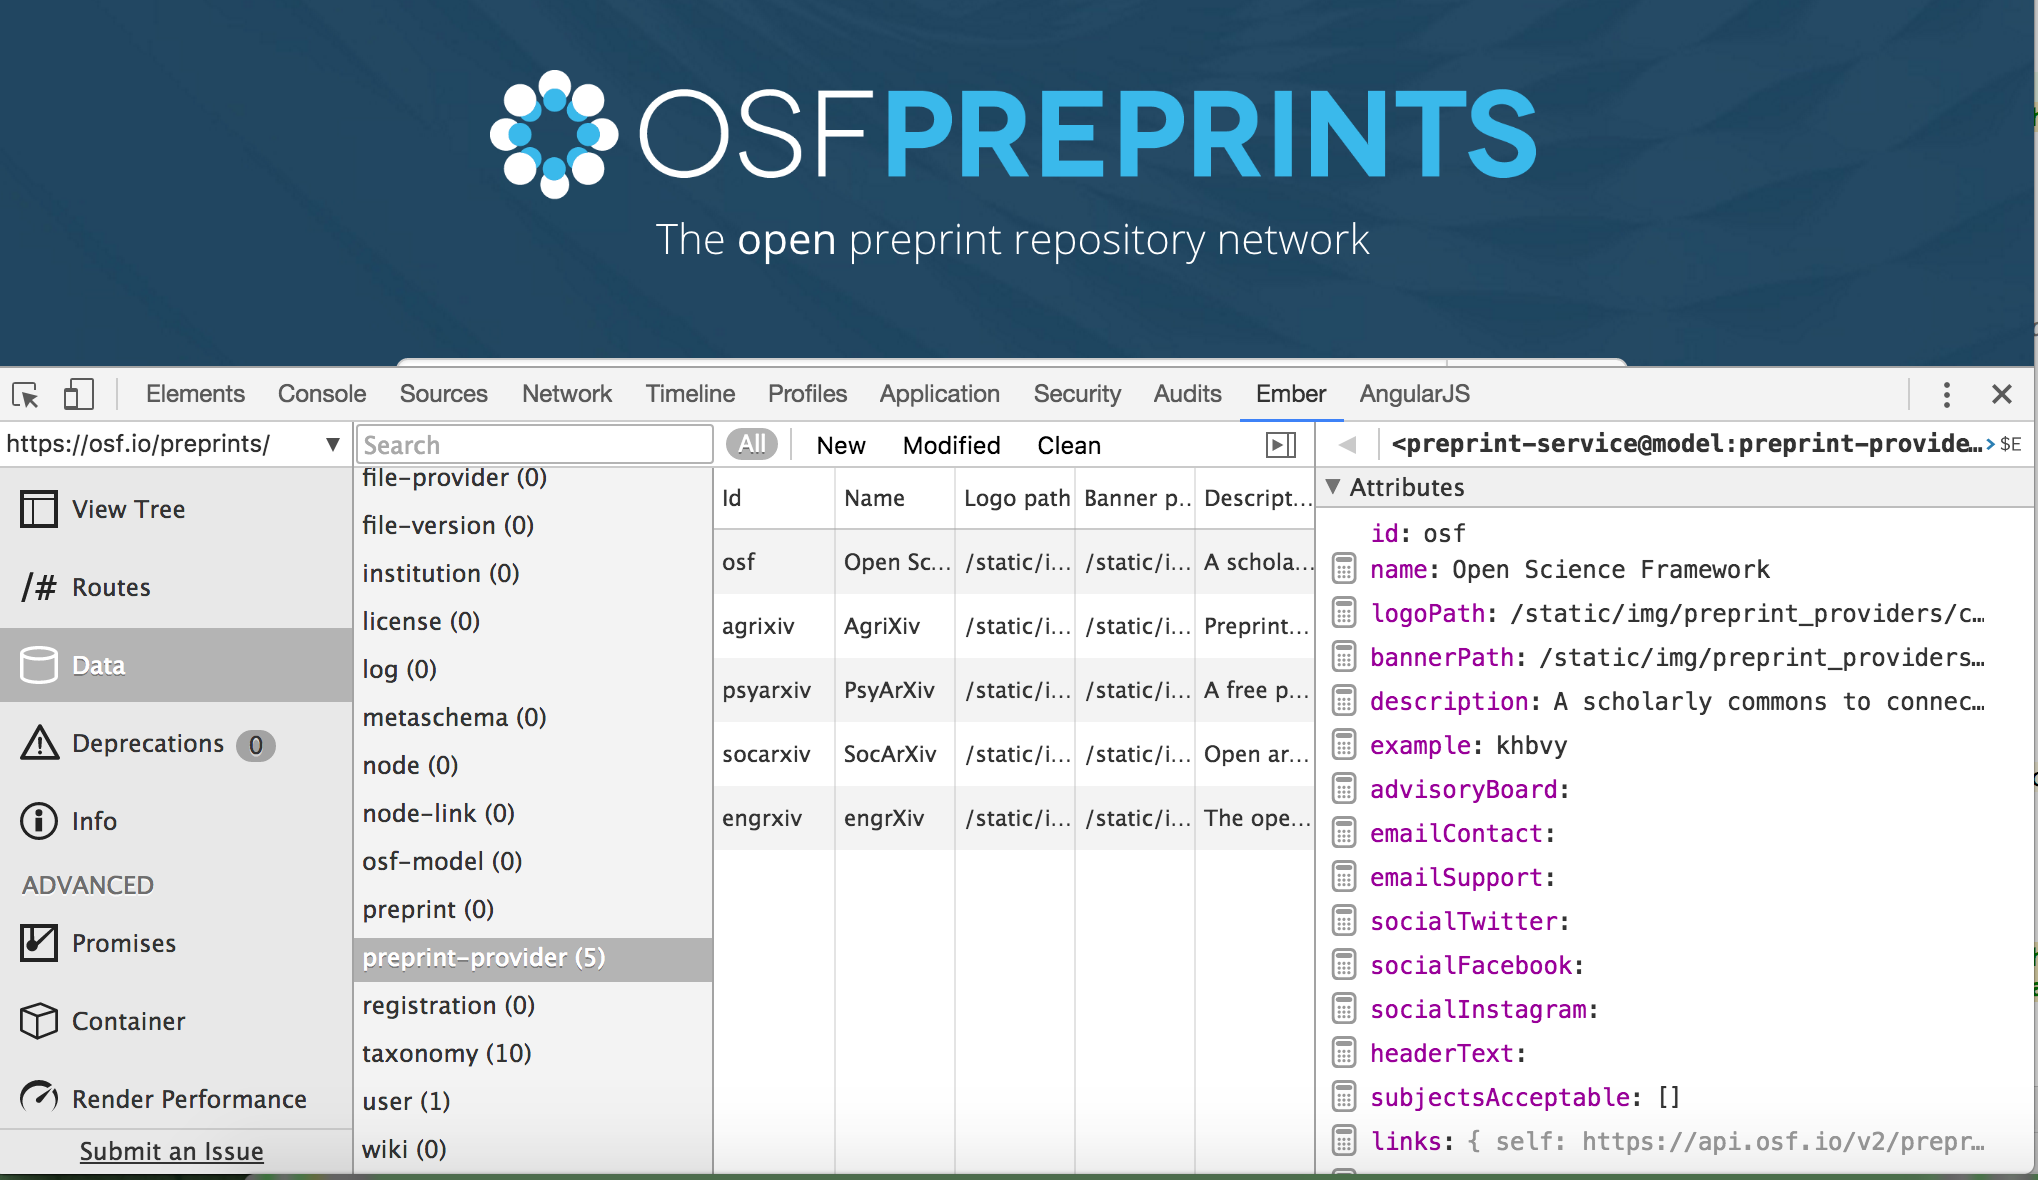 OSFPREPRINTS
The open preprint repository network
Elements Console Sources Network Timeline Profiles Application Security Audits Ember AngularJS
https://osf.io/preprints/
View Tree
/# Routes
Data
Deprecations 0
Info
ADVANCED
Promises
Container
Render Performance
Submit an Issue
Search
file-provider (0)
file-version (0)
institution (0)
license (0)
log (0)
metaschema (0)
node (0)
node-link (0)
osf-model (0)
preprint (0)
preprint-provider (5)
registration (0)
taxonomy (10)
user (1)
wiki (0)
All New Modified Clean
Id Name Logo path Banner p... Descript...
osf Open Sc... /static/i... /static/i... A schola...
agrixiv AgriXiv /static/i... /static/i... Preprint...
psyarxiv PsyArXiv /static/i... /static/i... A free p...
socarxiv SocArXiv /static/i... /static/i... Open ar...
engrxiv engrXiv /static/i... /static/i... The ope...
<preprint-service@model:preprint-provide... $E
Attributes
id: osf
name: Open Science Framework
logoPath: /static/img/preprint_providers/c...
bannerPath: /static/img/preprint_providers...
description: A scholarly commons to connec...
example: khbvy
advisoryBoard:
emailContact:
emailSupport:
socialTwitter:
socialFacebook:
socialInstagram:
headerText:
subjectsAcceptable: []
links: { self: https://api.osf.io/v2/prepr...